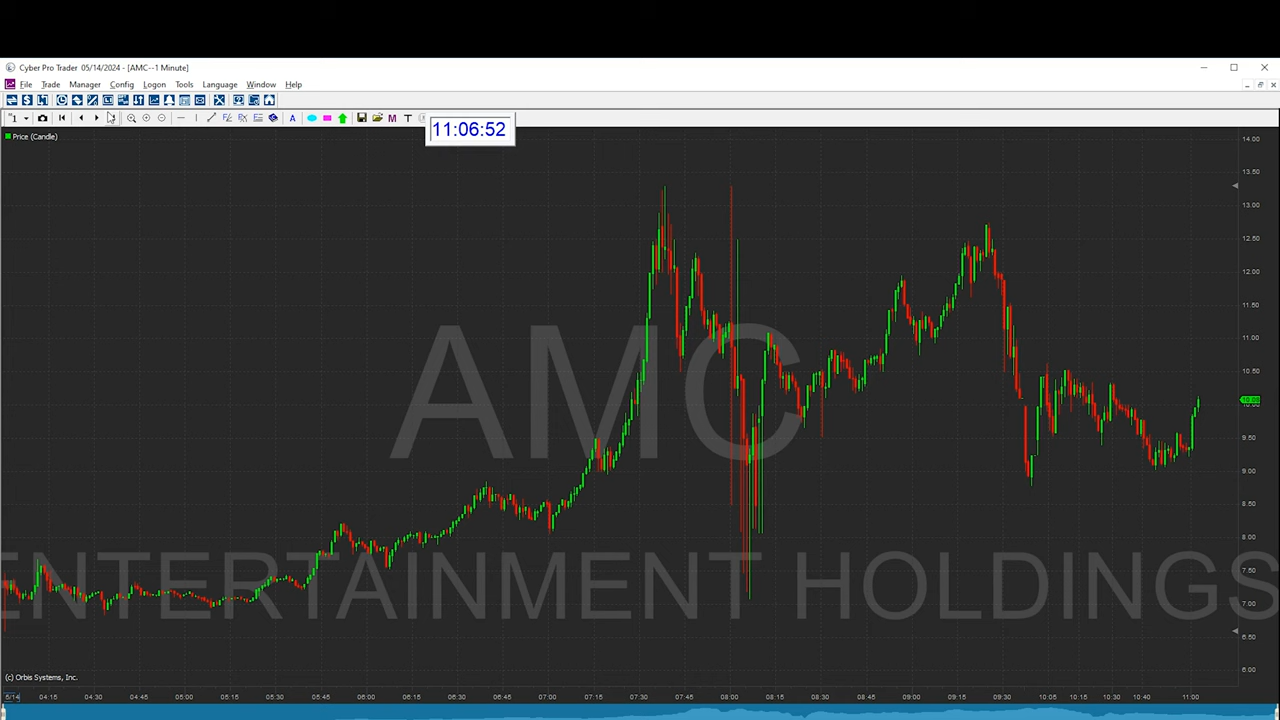 Cyber Pro Trader 05/14/2024 - [AMC--1 Minute]
File Trade Manager Config Logon Tools Language Window Help
"1 A M T
11:06:52
Price (Candle)
14.00
13.50
13.00
12.50
12.00
11.50
11.00
10.50
10.00
9.50
9.00
8.50
8.00
7.50
7.00
6.50
6.00
AMC
ENTERTAINMENT HOLDINGS
(c) Orbis Systems, Inc.
5/14 04:15 04:30 04:45 05:00 05:15 05:30 05:45 06:00 06:15 06:30 06:45 07:00 07:15 07:30 07:45 08:00 08:15 08:30 08:45 09:00 09:15 09:30 10:05 10:15 10:30 10:40 11:00